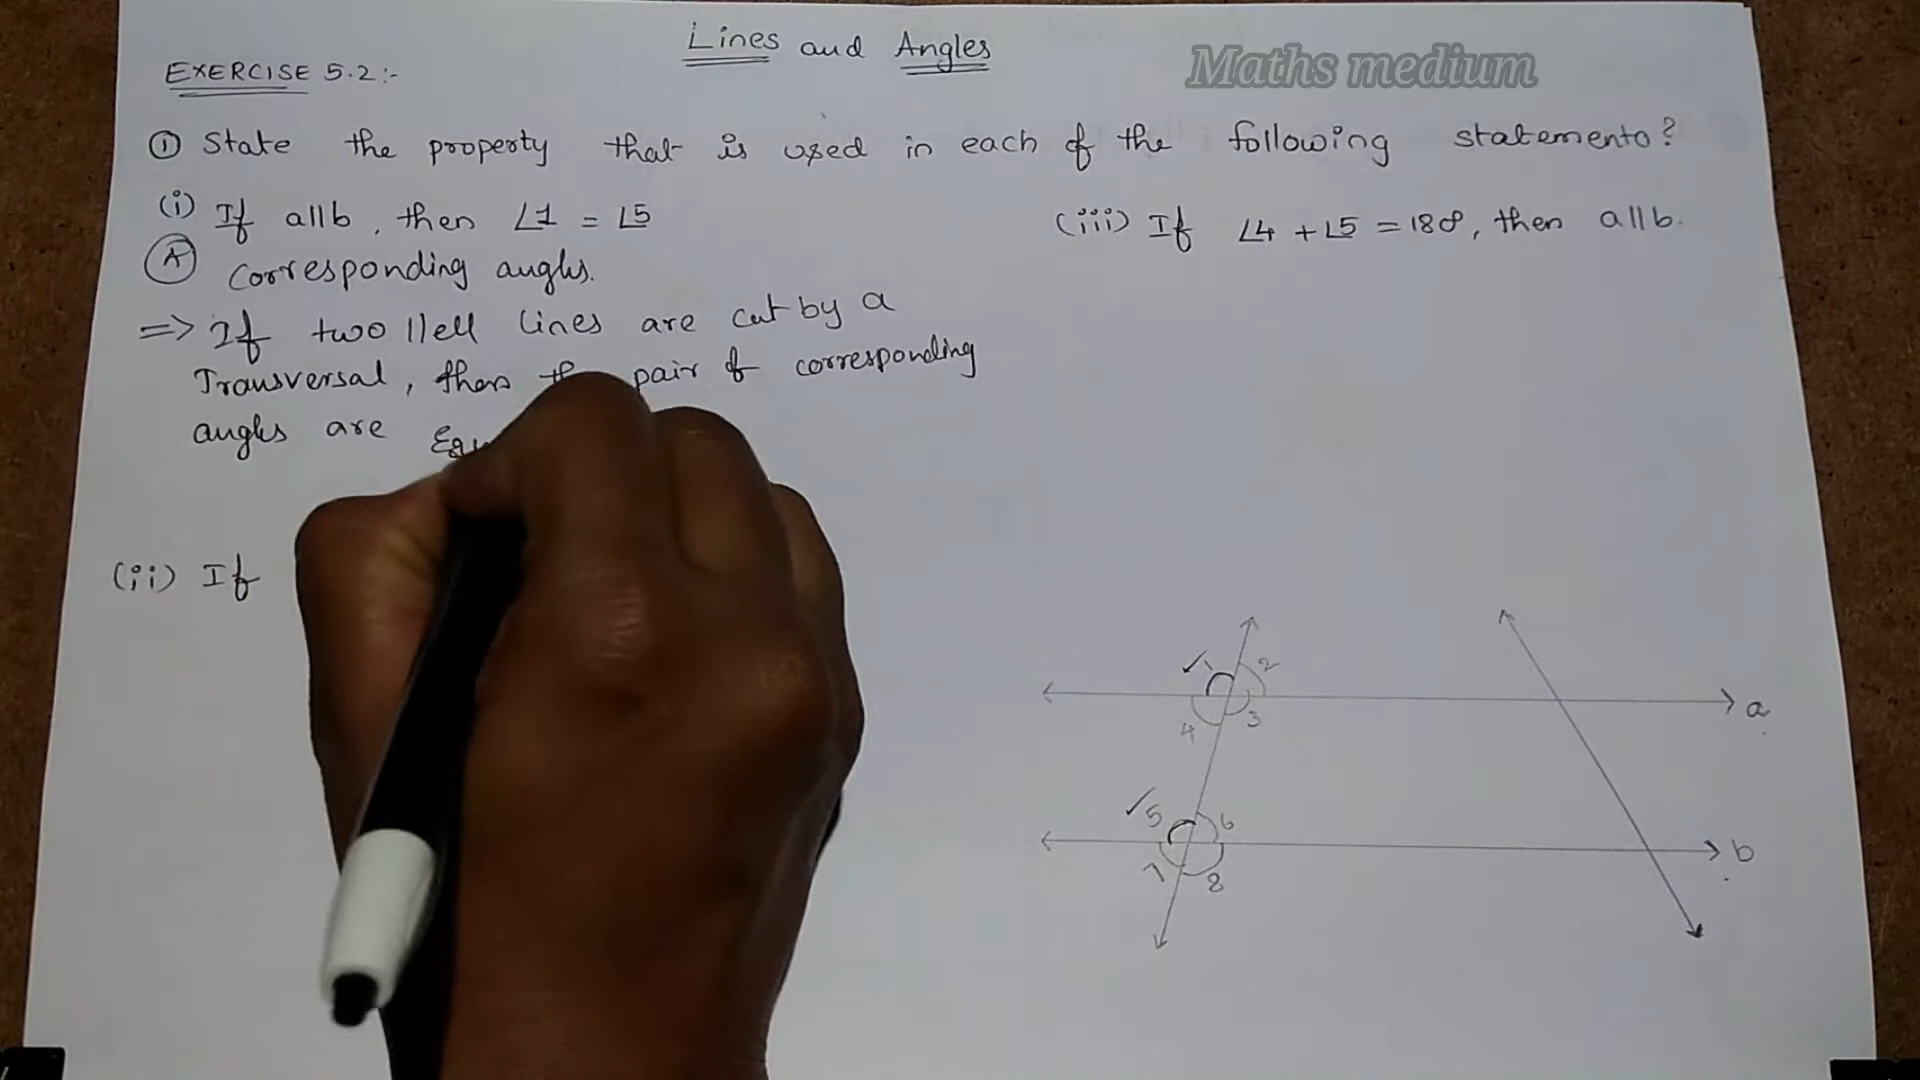 Lines and Angles
Maths medium
EXERCISE 5.2:-
① State the property that is used in each of the following statements?
(i) If a||b, then ∠1 = ∠5
Ⓐ Corresponding angles.
=> If two ||ell lines are cut by a
Transversal, then pair of corresponding
angles are
(ii) If
(iii) If ∠4 + ∠5 = 180, then a||b.
1 2
4 3
a
5 6
7 8
b